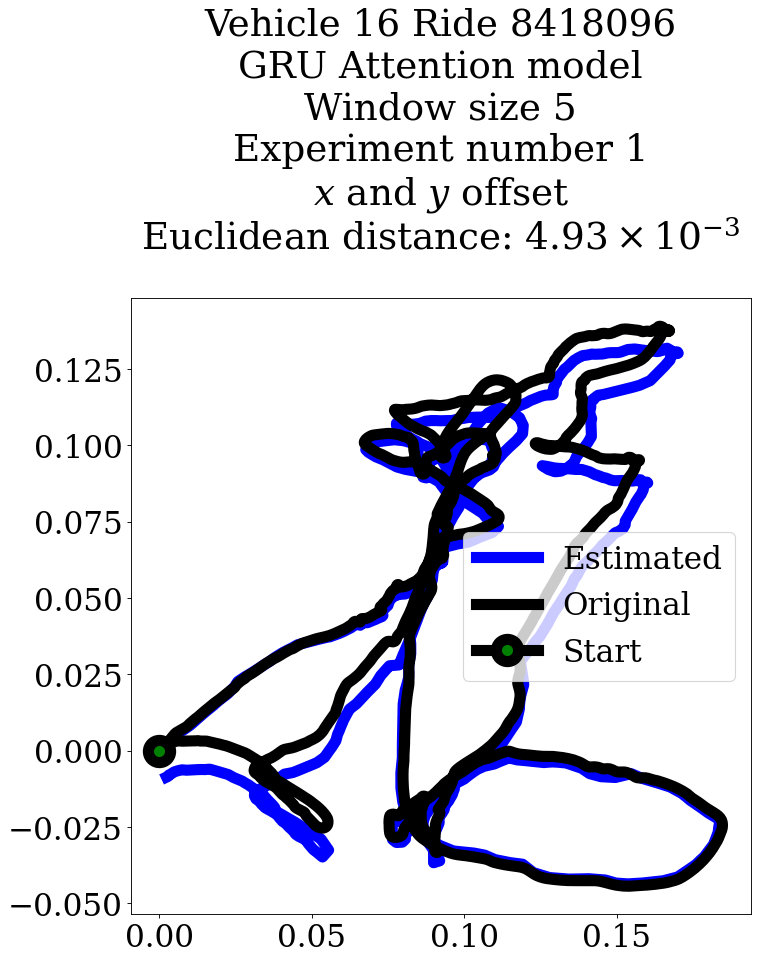 Vehicle 16 Ride 8418096
GRU Attention model
Window size 5
Experiment number 1
x and y offset
Euclidean distance: 4.93 × 10⁻³
0.125
0.100
0.075
0.050
0.025
0.000
−0.025
−0.050
Estimated
Original
Start
0.00 0.05 0.10 0.15